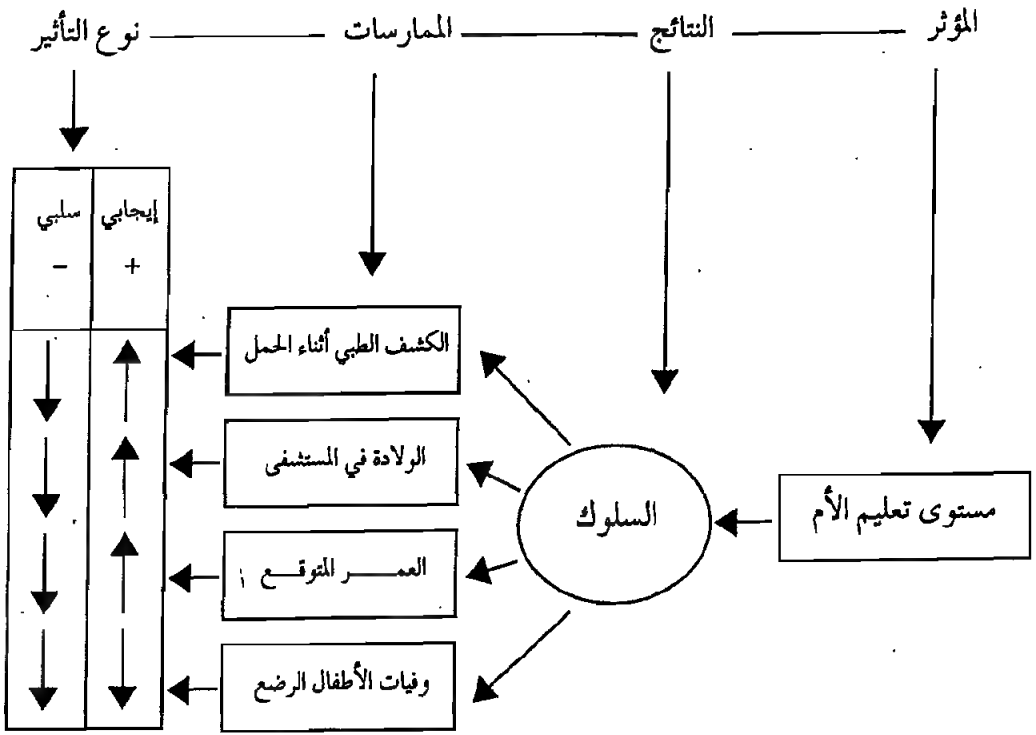 المؤثر
النتائج
الممارسات
نوع التأثير
إيجابي
سلبي
+
-
الكشف الطبي أثناء الحمل
الولادة في المستشفى
العمر المتوقع
وفيات الأطفال الرضع
السلوك
مستوى تعليم الأم